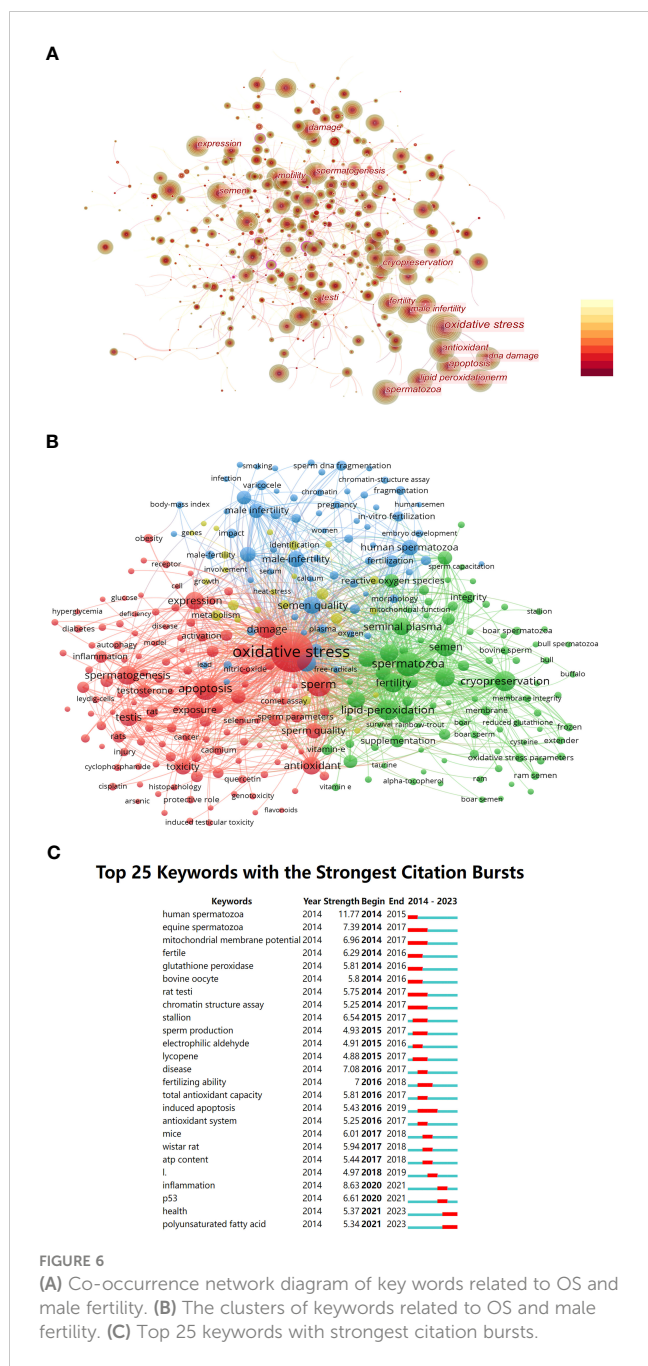 A
damage
expression
spermatogenesis
motility
semen
cryopreservation
testi
fertility
male infertility
oxidative stress
antioxidant
dna damage
apoptosis
lipid peroxidationerm
spermatozoa
B
smoking
sperm dna fragmentation
infection
varicocele
chromatin-structure assay
chromatin
fragmentation
body-mass index
male infertility
pregnancy
human semen
in-vitro fertilization
genes
impact
women
embryo development
obesity
identification
human spermatozoa
male-fertility
male-infertility
receptor
involvement
serum
calcum
fertilization
sperm capacitation
cell
growth
heat-stress
reactive oxygen species
glucose
expression
morphology
integrity
semen quality
mitochondrial-function
stallion
hyperglycemia
deficiency
metabolism
plasma
seminal plasma
diabetes
disease
damage
oxygen
boar spermatozoa
autophagy
activation
semen
bovine sperm
bull spermatozoa
inflammation
model
lead
oxidative stress
bull
nitric-oxide
free-radicals
spermatozoa
buffalo
spermatogenesis
apoptosis
sperm
fertility
cryopreservation
leydig-cells
testosterone
comet assay
membrane integrity
testis
rat
exposure
selenium
lipid-peroxidation
membrane
rats
sperm parameters
survival rainbow-trout
boar
reduced glutathione
frozen
cancer
sperm quality
supplementation
boar sperm
cysteine
extender
injury
cadmium
vitamin-e
oxidative stress parameters
cyclophosphamide
toxicity
antioxidant
taurine
cisplatin
histopathology
quercetin
vitamin e
alpha-tocopherol
ram
ram semen
arsenic
protective role
genotoxicity
boar semen
flavonoids
induced testicular toxicity
C
Top 25 Keywords with the Strongest Citation Bursts
Keywords Year Strength Begin End 2014 - 2023
human spermatozoa 2014 11.77 2014 2015
equine spermatozoa 2014 7.39 2014 2017
mitochondrial membrane potential 2014 6.96 2014 2017
fertile 2014 6.29 2014 2016
glutathione peroxidase 2014 5.81 2014 2016
bovine oocyte 2014 5.8 2014 2016
rat testi 2014 5.75 2014 2017
chromatin structure assay 2014 5.25 2014 2017
stallion 2014 6.54 2015 2017
sperm production 2014 4.93 2015 2017
electrophilic aldehyde 2014 4.91 2015 2016
lycopene 2014 4.88 2015 2017
disease 2014 7.08 2016 2017
fertilizing ability 2014 7 2016 2018
total antioxidant capacity 2014 5.81 2016 2017
induced apoptosis 2014 5.43 2016 2019
antioxidant system 2014 5.25 2016 2017
mice 2014 6.01 2017 2018
wistar rat 2014 5.94 2017 2018
atp content 2014 5.44 2017 2018
l. 2014 4.97 2018 2019
inflammation 2014 8.63 2020 2021
p53 2014 6.61 2020 2021
health 2014 5.37 2021 2023
polyunsaturated fatty acid 2014 5.34 2021 2023
FIGURE 6
(A) Co-occurrence network diagram of key words related to OS and
male fertility. (B) The clusters of keywords related to OS and male
fertility. (C) Top 25 keywords with strongest citation bursts.